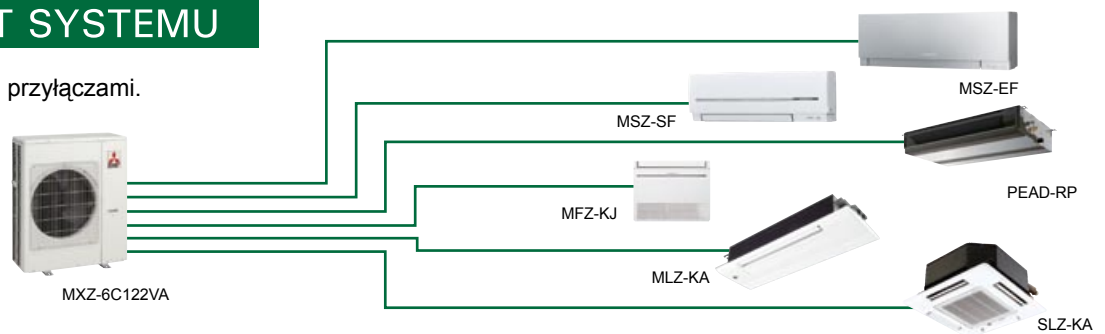 T SYSTEMU
przyłączami.
MSZ-EF
MSZ-SF
PEAD-RP
MFZ-KJ
MLZ-KA
MXZ-6C122VA
SLZ-KA